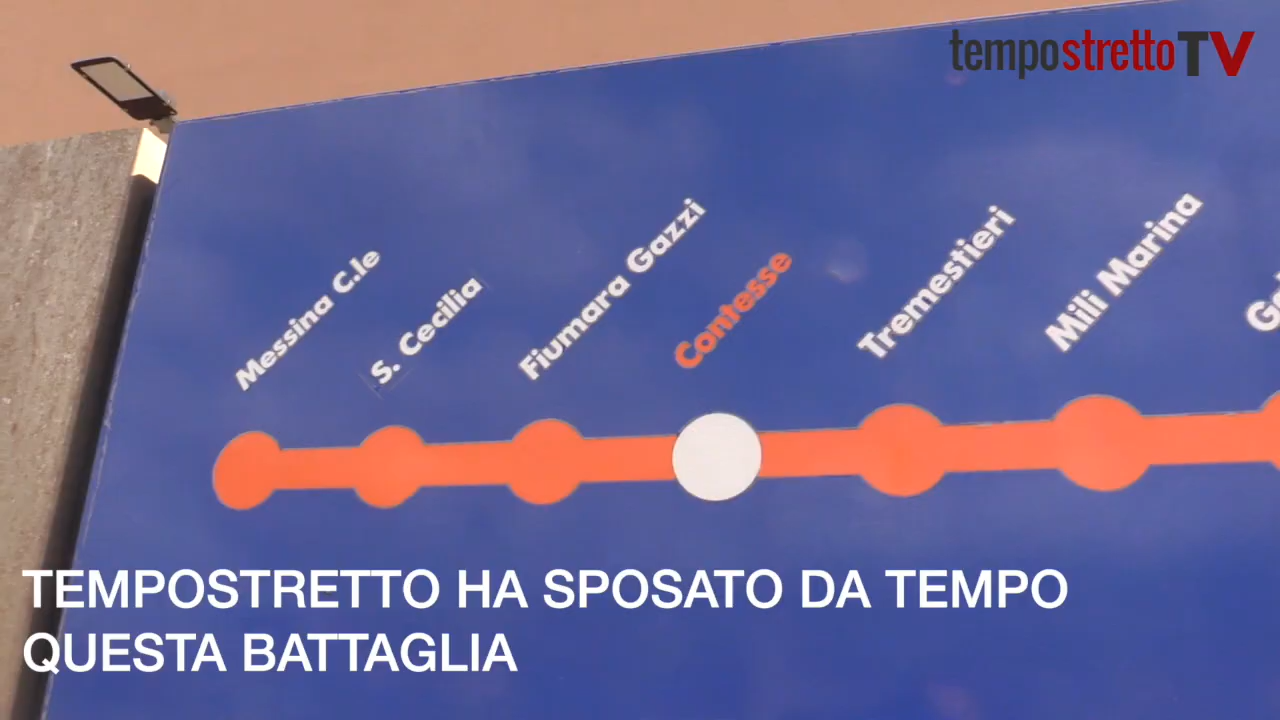 tempostrettoTV
Messina C.le
S. Cecilia
Fiumara Gazzi
Contesse
Tremestieri
Mili Marina
TEMPOSTRETTO HA SPOSATO DA TEMPO
QUESTA BATTAGLIA